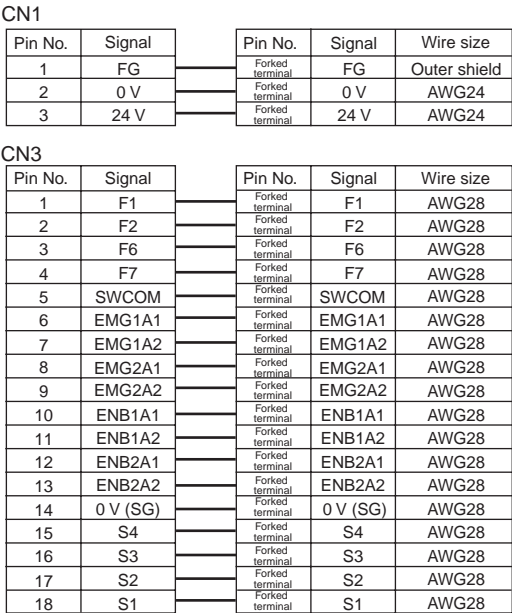 CN1
Pin No. Signal Pin No. Signal Wire size
1 FG Forked terminal FG Outer shield
2 0 V Forked terminal 0 V AWG24
3 24 V Forked terminal 24 V AWG24
CN3
Pin No. Signal Pin No. Signal Wire size
1 F1 Forked terminal F1 AWG28
2 F2 Forked terminal F2 AWG28
3 F6 Forked terminal F6 AWG28
4 F7 Forked terminal F7 AWG28
5 SWCOM Forked terminal SWCOM AWG28
6 EMG1A1 Forked terminal EMG1A1 AWG28
7 EMG1A2 Forked terminal EMG1A2 AWG28
8 EMG2A1 Forked terminal EMG2A1 AWG28
9 EMG2A2 Forked terminal EMG2A2 AWG28
10 ENB1A1 Forked terminal ENB1A1 AWG28
11 ENB1A2 Forked terminal ENB1A2 AWG28
12 ENB2A1 Forked terminal ENB2A1 AWG28
13 ENB2A2 Forked terminal ENB2A2 AWG28
14 0 V (SG) Forked terminal 0 V (SG) AWG28
15 S4 Forked terminal S4 AWG28
16 S3 Forked terminal S3 AWG28
17 S2 Forked terminal S2 AWG28
18 S1 Forked terminal S1 AWG28